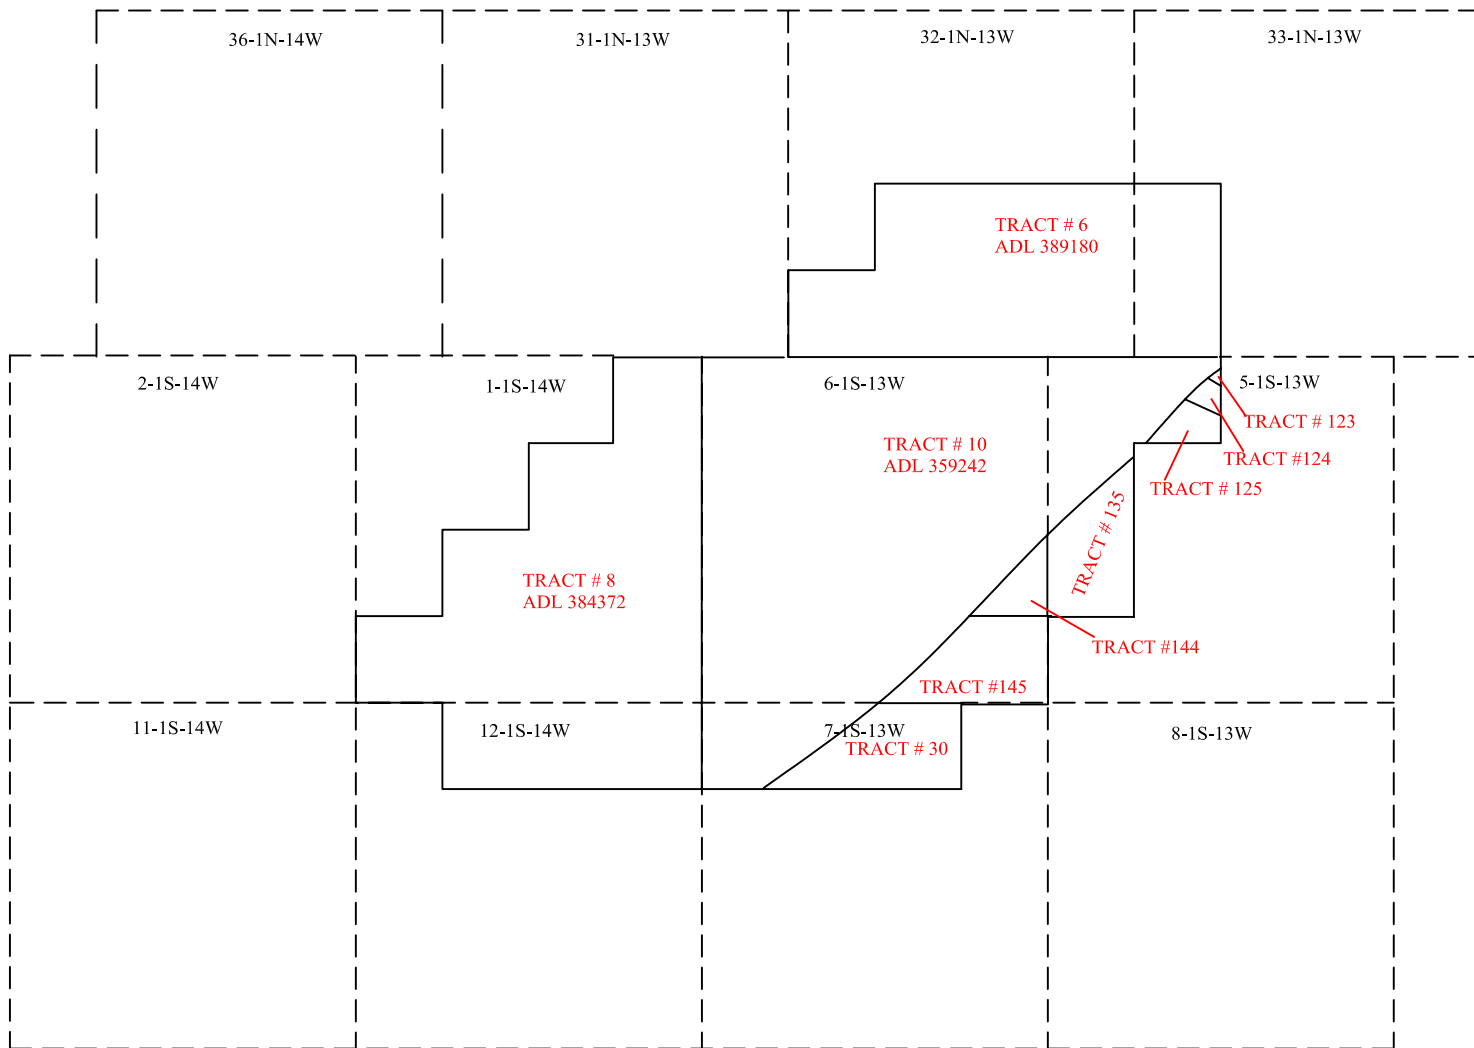 36-1N-14W
31-1N-13W
32-1N-13W
33-1N-13W
TRACT # 6
ADL 389180
2-1S-14W
1-1S-14W
6-1S-13W
5-1S-13W
TRACT # 123
TRACT # 10
ADL 359242
TRACT #124
TRACT # 125
TRACT # 135
TRACT # 8
ADL 384372
TRACT #144
TRACT #145
11-1S-14W
12-1S-14W
7-1S-13W
8-1S-13W
TRACT # 30